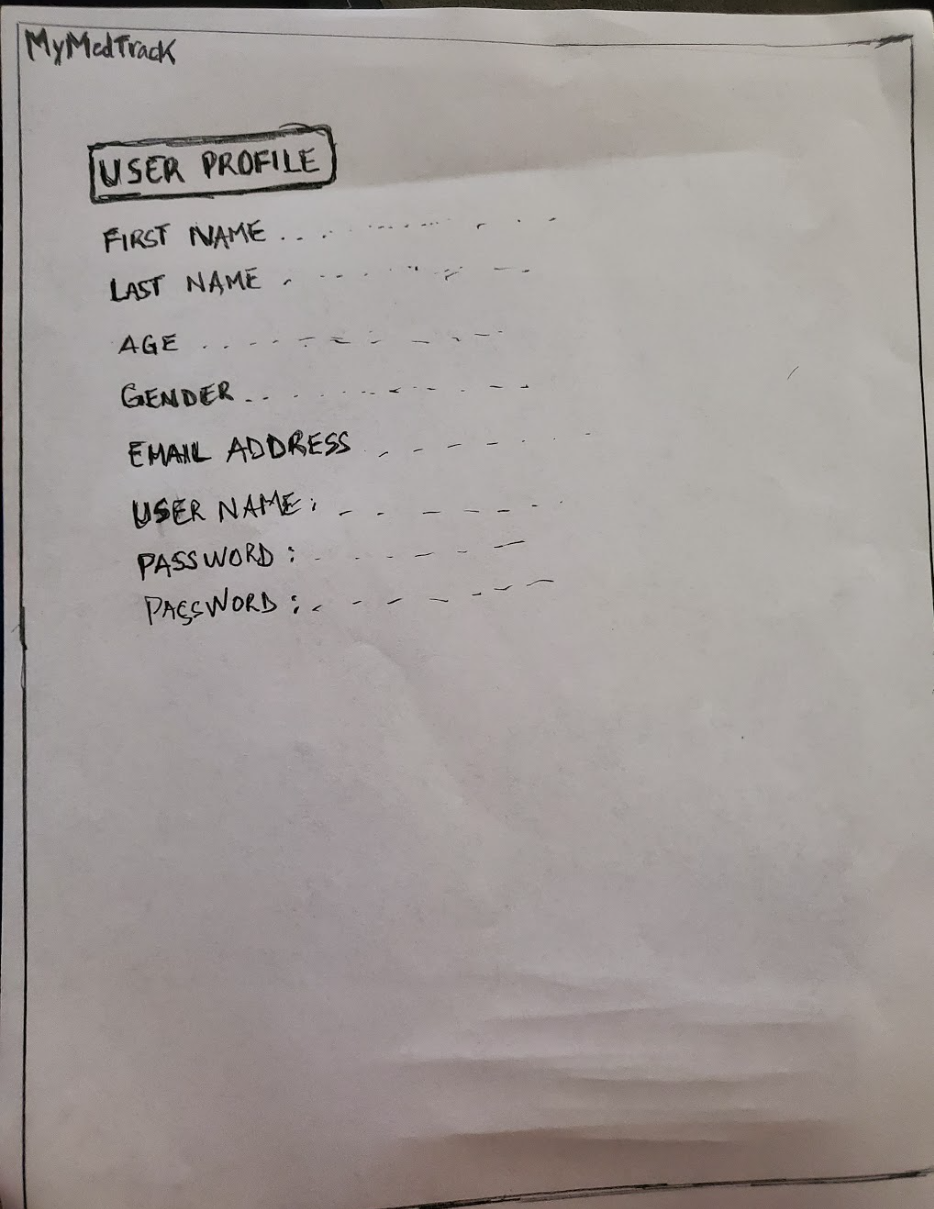 MyMedTrack
USER PROFILE
FIRST NAME
LAST NAME
AGE
GENDER
EMAIL ADDRESS
USER NAME:
PASSWORD:
PASSWORD: